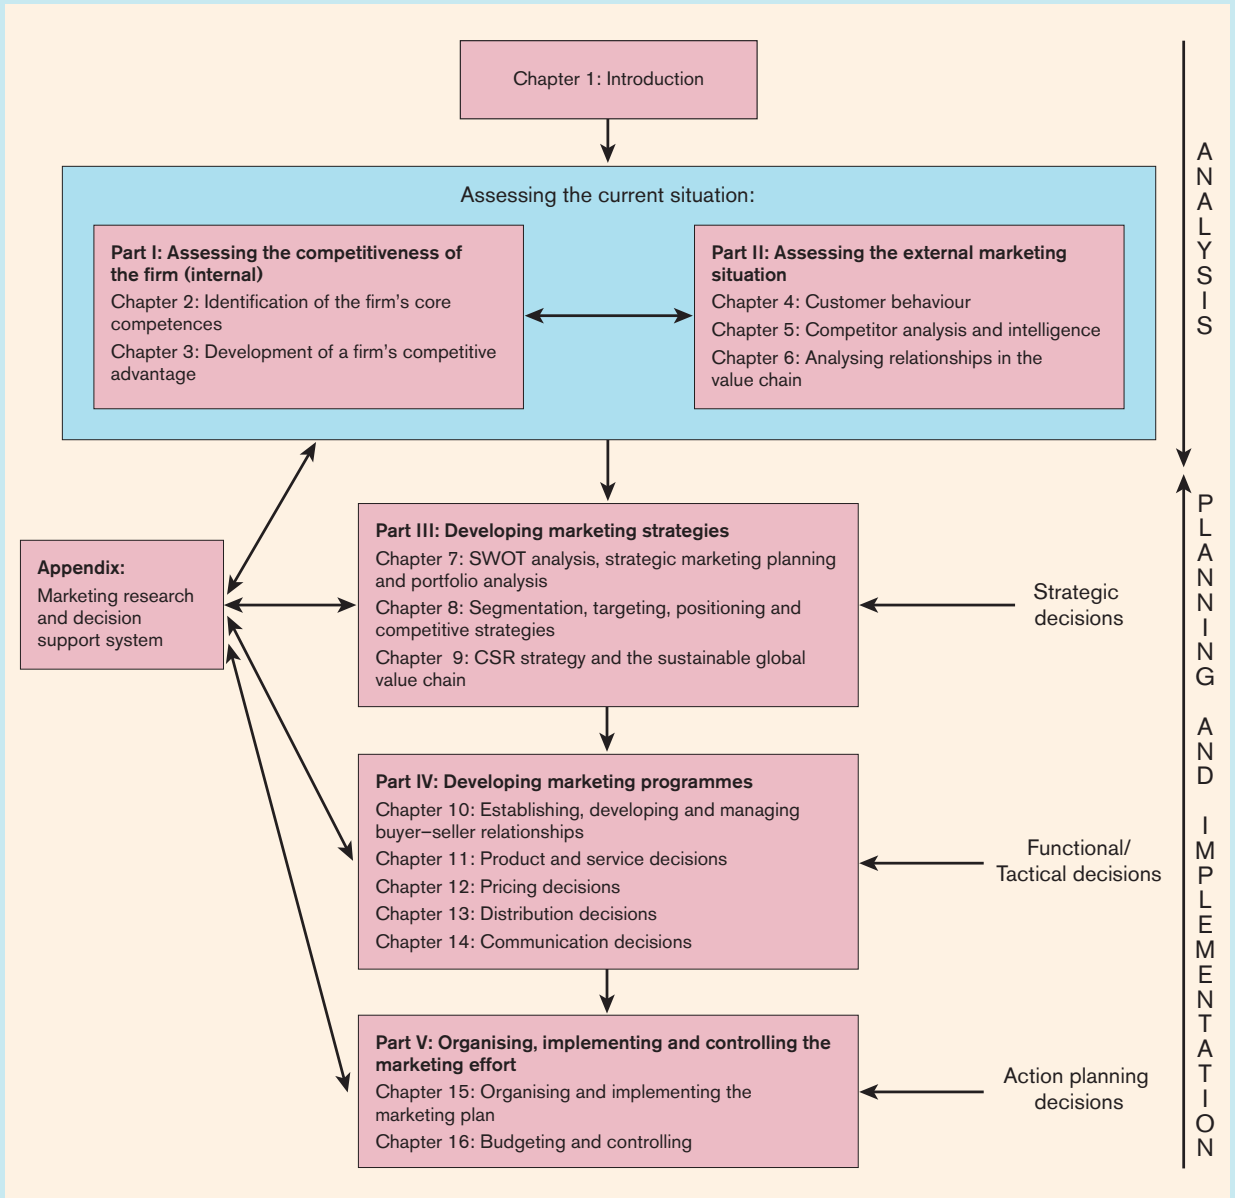 Chapter 1: Introduction
Assessing the current situation:
Part I: Assessing the competitiveness of
the firm (internal)
Chapter 2: Identification of the firm's core
competences
Chapter 3: Development of a firm's competitive
advantage
Part II: Assessing the external marketing
situation
Chapter 4: Customer behaviour
Chapter 5: Competitor analysis and intelligence
Chapter 6: Analysing relationships in the
value chain
ANALYSIS
Appendix:
Marketing research
and decision
support system
Part III: Developing marketing strategies
Chapter 7: SWOT analysis, strategic marketing planning
and portfolio analysis
Chapter 8: Segmentation, targeting, positioning and
competitive strategies
Chapter 9: CSR strategy and the sustainable global
value chain
Strategic
decisions
Part IV: Developing marketing programmes
Chapter 10: Establishing, developing and managing
buyer–seller relationships
Chapter 11: Product and service decisions
Chapter 12: Pricing decisions
Chapter 13: Distribution decisions
Chapter 14: Communication decisions
Functional/
Tactical decisions
Part V: Organising, implementing and controlling the
marketing effort
Chapter 15: Organising and implementing the
marketing plan
Chapter 16: Budgeting and controlling
Action planning
decisions
PLANNING AND IMPLEMENTATION